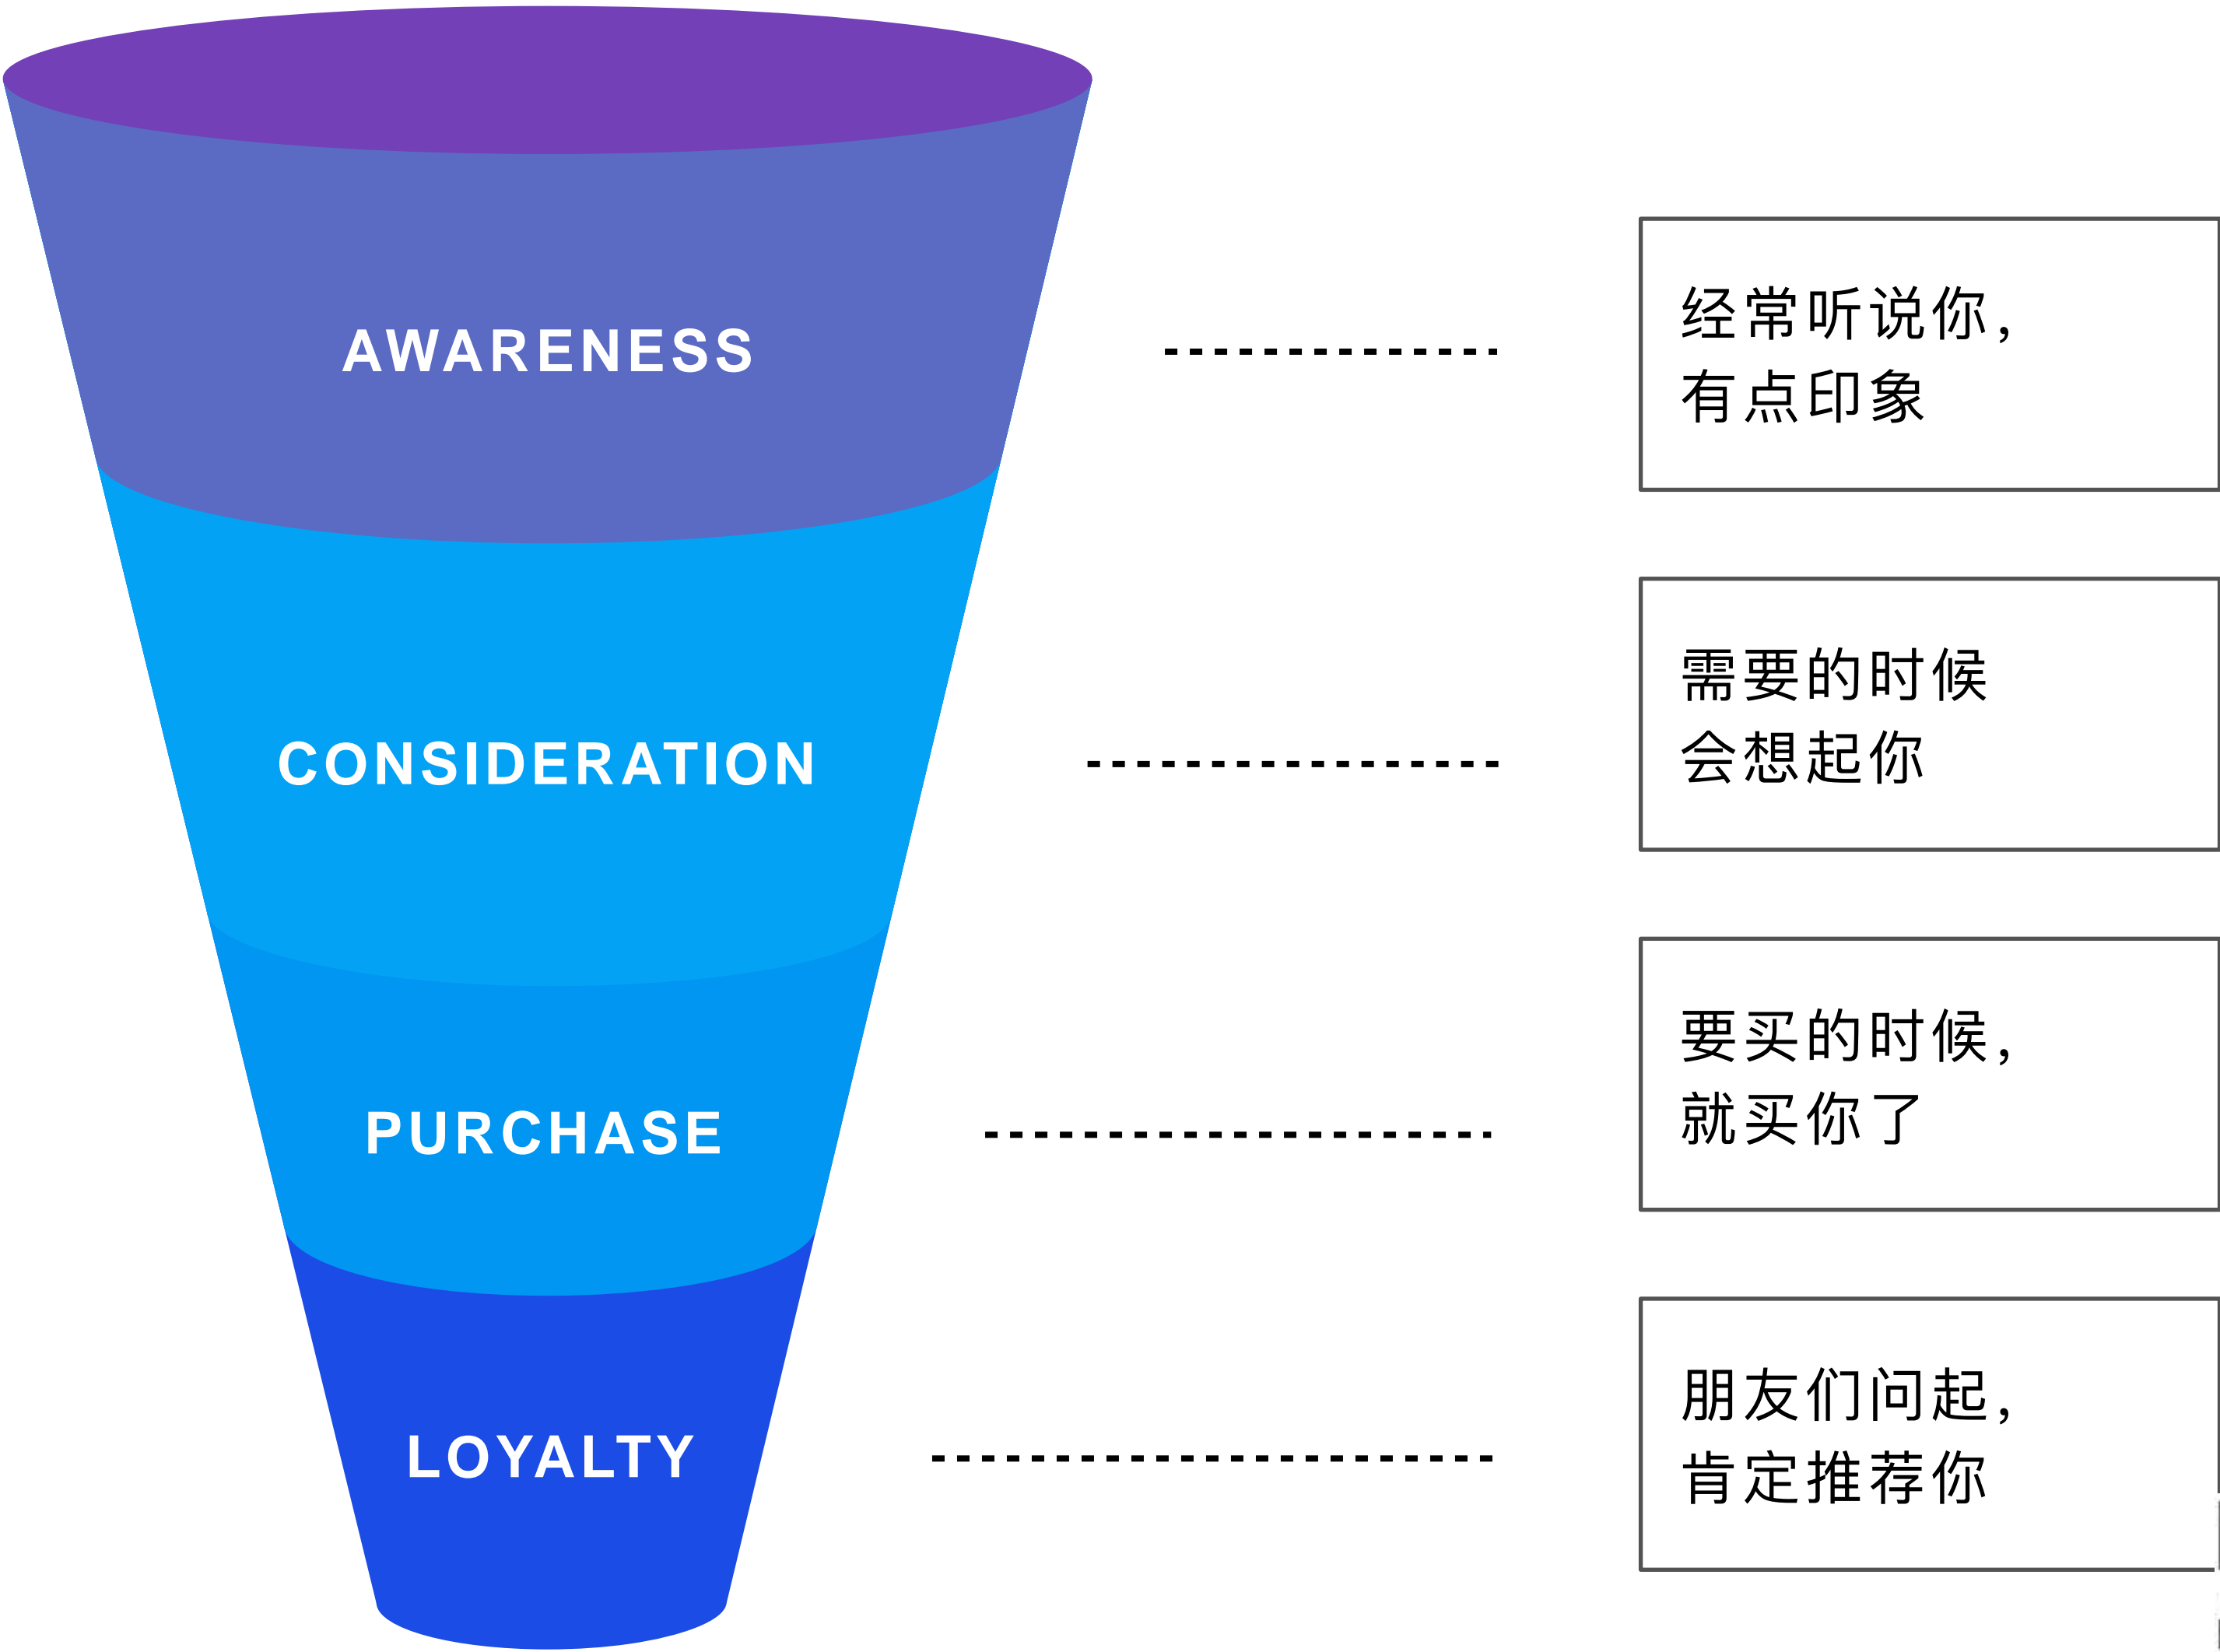 AWARENESS
经常听说你，
有点印象
CONSIDERATION
需要的时候
会想起你
PURCHASE
要买的时候，
就买你了
LOYALTY
朋友们问起，
肯定推荐你